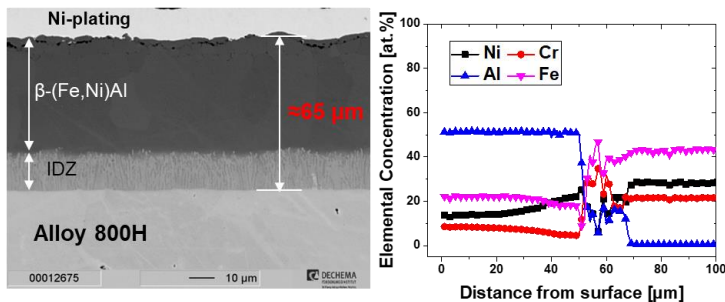 Ni-plating
β-(Fe,Ni)Al
≈65 µm
IDZ
Alloy 800H
00012675
10 µm
DECHEMA
Elemental Concentration [at.%]
100
80
60
40
20
0
Ni
Cr
Al
Fe
0
20
40
60
80
100
Distance from surface [µm]